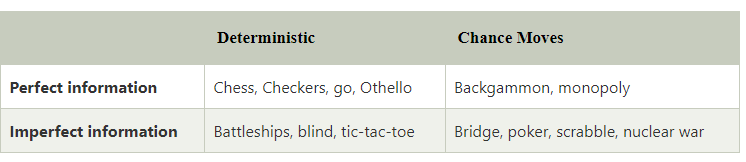 Deterministic Chance Moves
Perfect information Chess, Checkers, go, Othello Backgammon, monopoly
Imperfect information Battleships, blind, tic-tac-toe Bridge, poker, scrabble, nuclear war